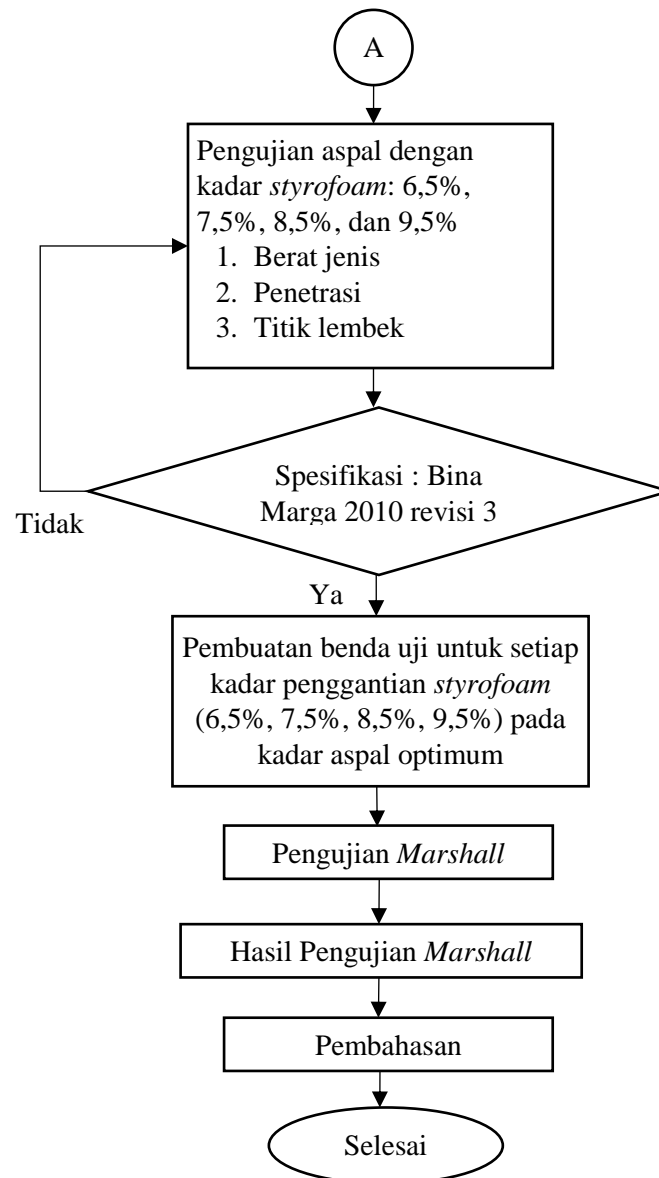 A
Pengujian aspal dengan
kadar styrofoam: 6,5%,
7,5%, 8,5%, dan 9,5%
1. Berat jenis
2. Penetrasi
3. Titik lembek
Spesifikasi : Bina
Marga 2010 revisi 3
Tidak
Ya
Pembuatan benda uji untuk setiap
kadar penggantian styrofoam
(6,5%, 7,5%, 8,5%, 9,5%) pada
kadar aspal optimum
Pengujian Marshall
Hasil Pengujian Marshall
Pembahasan
Selesai